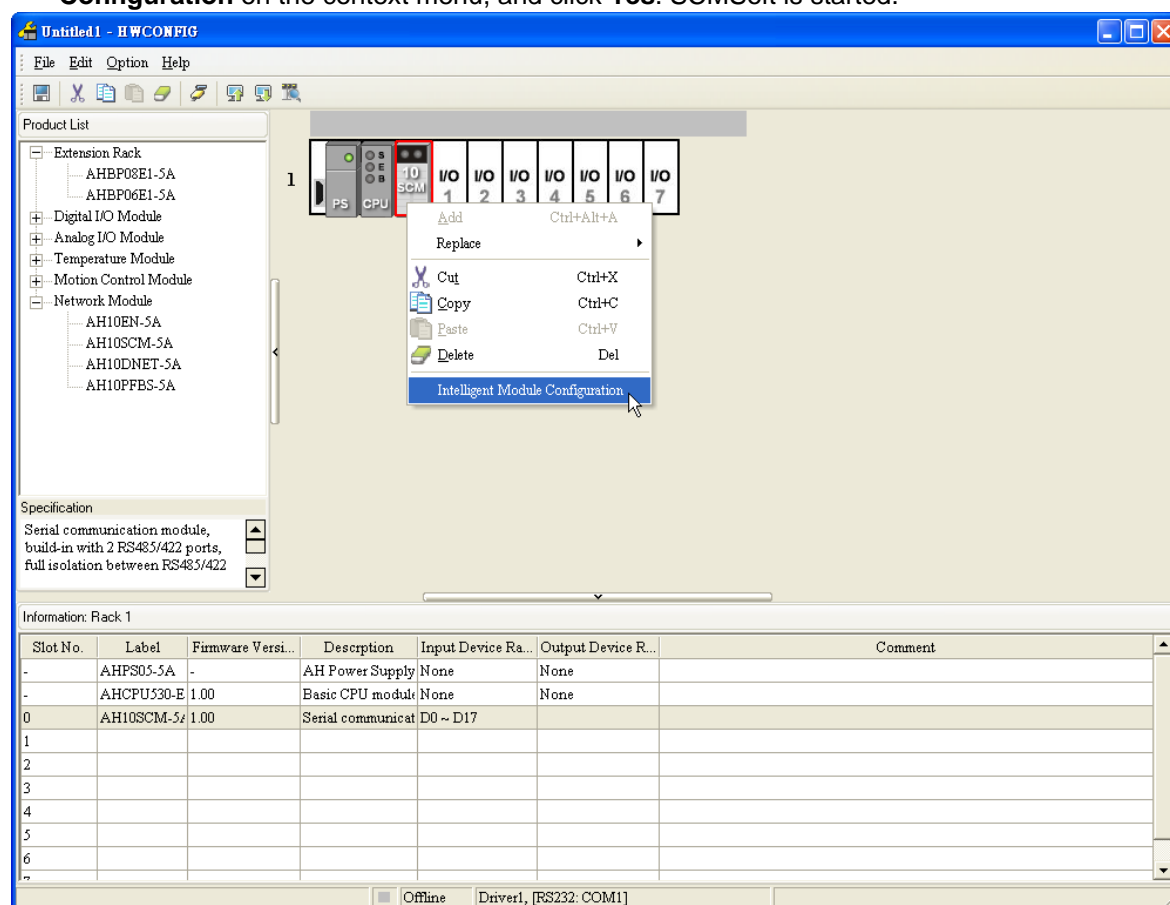 Configuration on the context menu, and click Yes. SCMSoft is started.
Untitled1 - HWCONFIG
File Edit Option Help
Product List
Extension Rack
AHBP08E1-5A
AHBP06E1-5A
Digital I/O Module
Analog I/O Module
Temperature Module
Motion Control Module
Network Module
AH10EN-5A
AH10SCM-5A
AH10DNET-5A
AH10PFBS-5A
Specification
Serial communication module,
build-in with 2 RS485/422 ports,
full isolation between RS485/422
1
PS
S
E
B
CPU
10
SCM
I/O I/O I/O I/O I/O I/O I/O
1 2 3 4 5 6 7
Add Ctrl+Alt+A
Replace
Cut Ctrl+X
Copy Ctrl+C
Paste Ctrl+V
Delete Del
Intelligent Module Configuration
Information: Rack 1
Slot No. Label Firmware Versi... Descrption Input Device Ra... Output Device R... Comment
- AHPS05-5A - AH Power Supply None None
- AHCPU530-E 1.00 Basic CPU module None None
0 AH10SCM-5A 1.00 Serial communicat D0 ~ D17
1
2
3
4
5
6
Offline Driver1, [RS232: COM1]